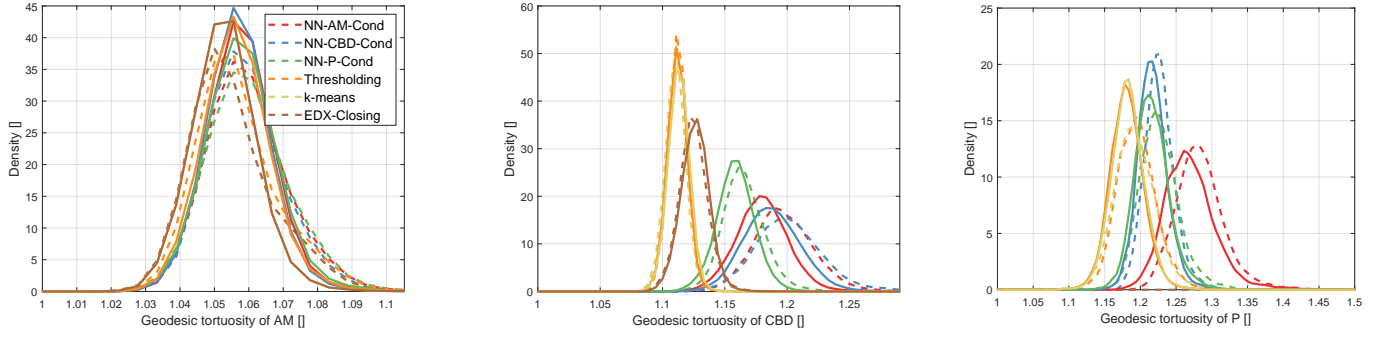 45
40
35
30
25
20
15
10
5
0
Density []
1.01 1.02 1.03 1.04 1.05 1.06 1.07 1.08 1.09 1.1
Geodesic tortuosity of AM []
NN-AM-Cond
NN-CBD-Cond
NN-P-Cond
Thresholding
k-means
EDX-Closing
60
50
40
30
20
10
0
Density []
1 1.05 1.1 1.15 1.2 1.25
Geodesic tortuosity of CBD []
25
20
15
10
5
0
Density []
1 1.05 1.1 1.15 1.2 1.25 1.3 1.35 1.4 1.45 1.5
Geodesic tortuosity of P []